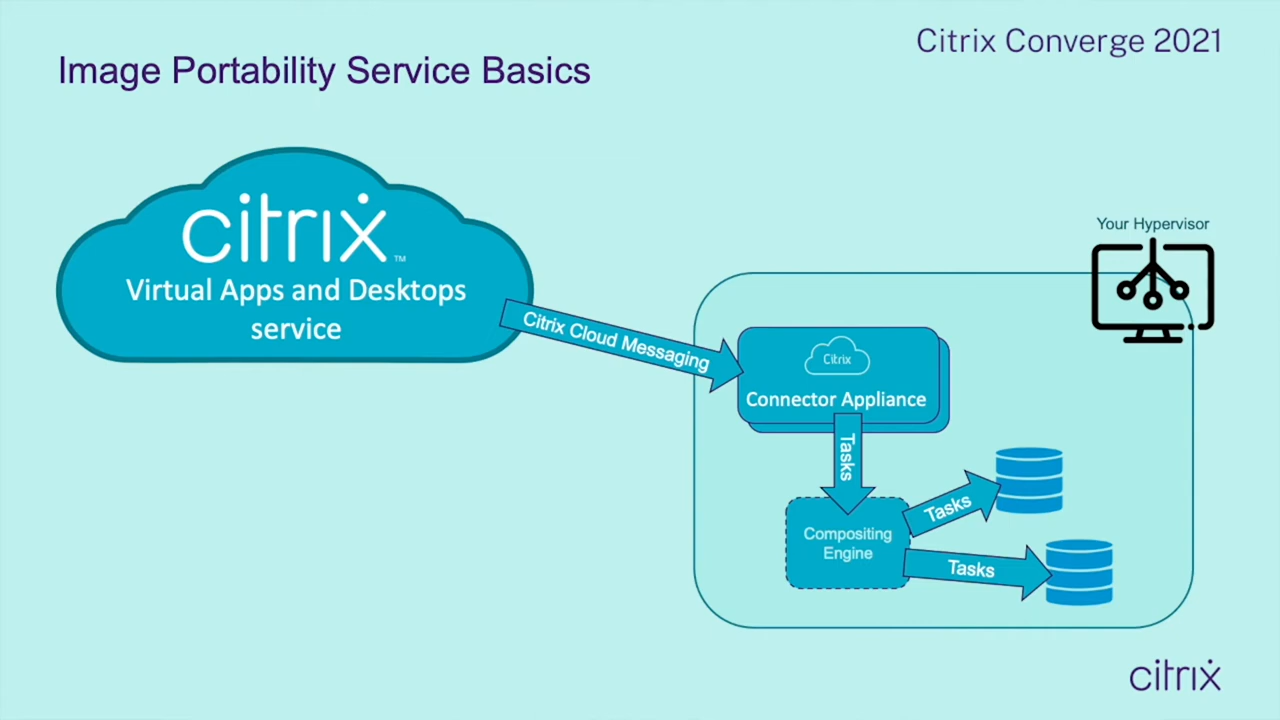 Citrix Converge 2021
Image Portability Service Basics
citrix™
Virtual Apps and Desktops
service
Your Hypervisor
Citrix Cloud Messaging
Citrix
Connector Appliance
Tasks
Compositing
Engine
Tasks
Tasks
citrix